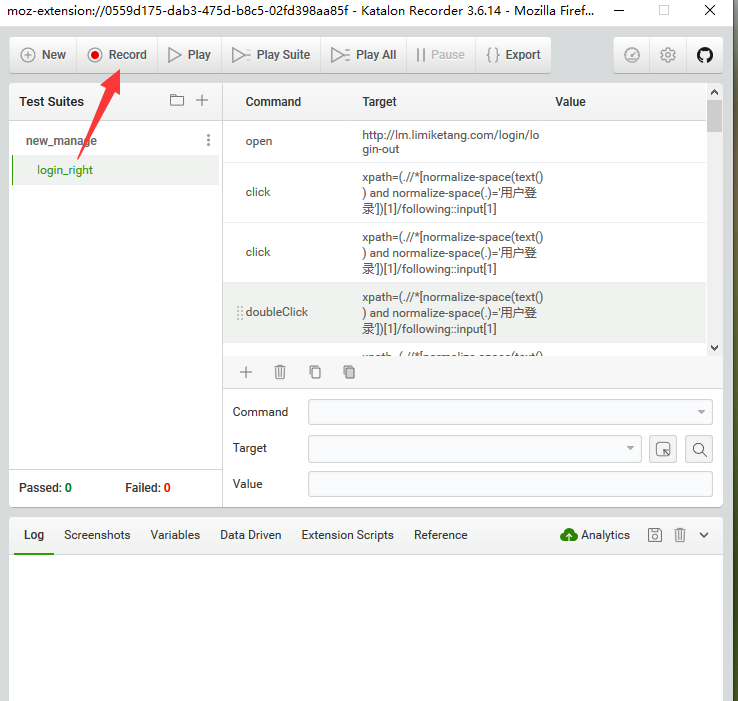 moz-extension://0559d175-dab3-475d-b8c5-02fd398aa85f - Katalon Recorder 3.6.14 - Mozilla Firef...
New Record Play Play Suite Play All Pause Export
Test Suites
new_manage
login_right
Passed: 0 Failed: 0
Command Target Value
open http://lm.limiketang.com/login/lo
gin-out
click xpath=(.//*[normalize-space(text()
) and normalize-space(.)='用户登
录'])[1]/following::input[1]
click xpath=(.//*[normalize-space(text()
) and normalize-space(.)='用户登
录'])[1]/following::input[1]
doubleClick xpath=(.//*[normalize-space(text()
) and normalize-space(.)='用户登
录'])[1]/following::input[1]
Command
Target
Value
Log Screenshots Variables Data Driven Extension Scripts Reference Analytics